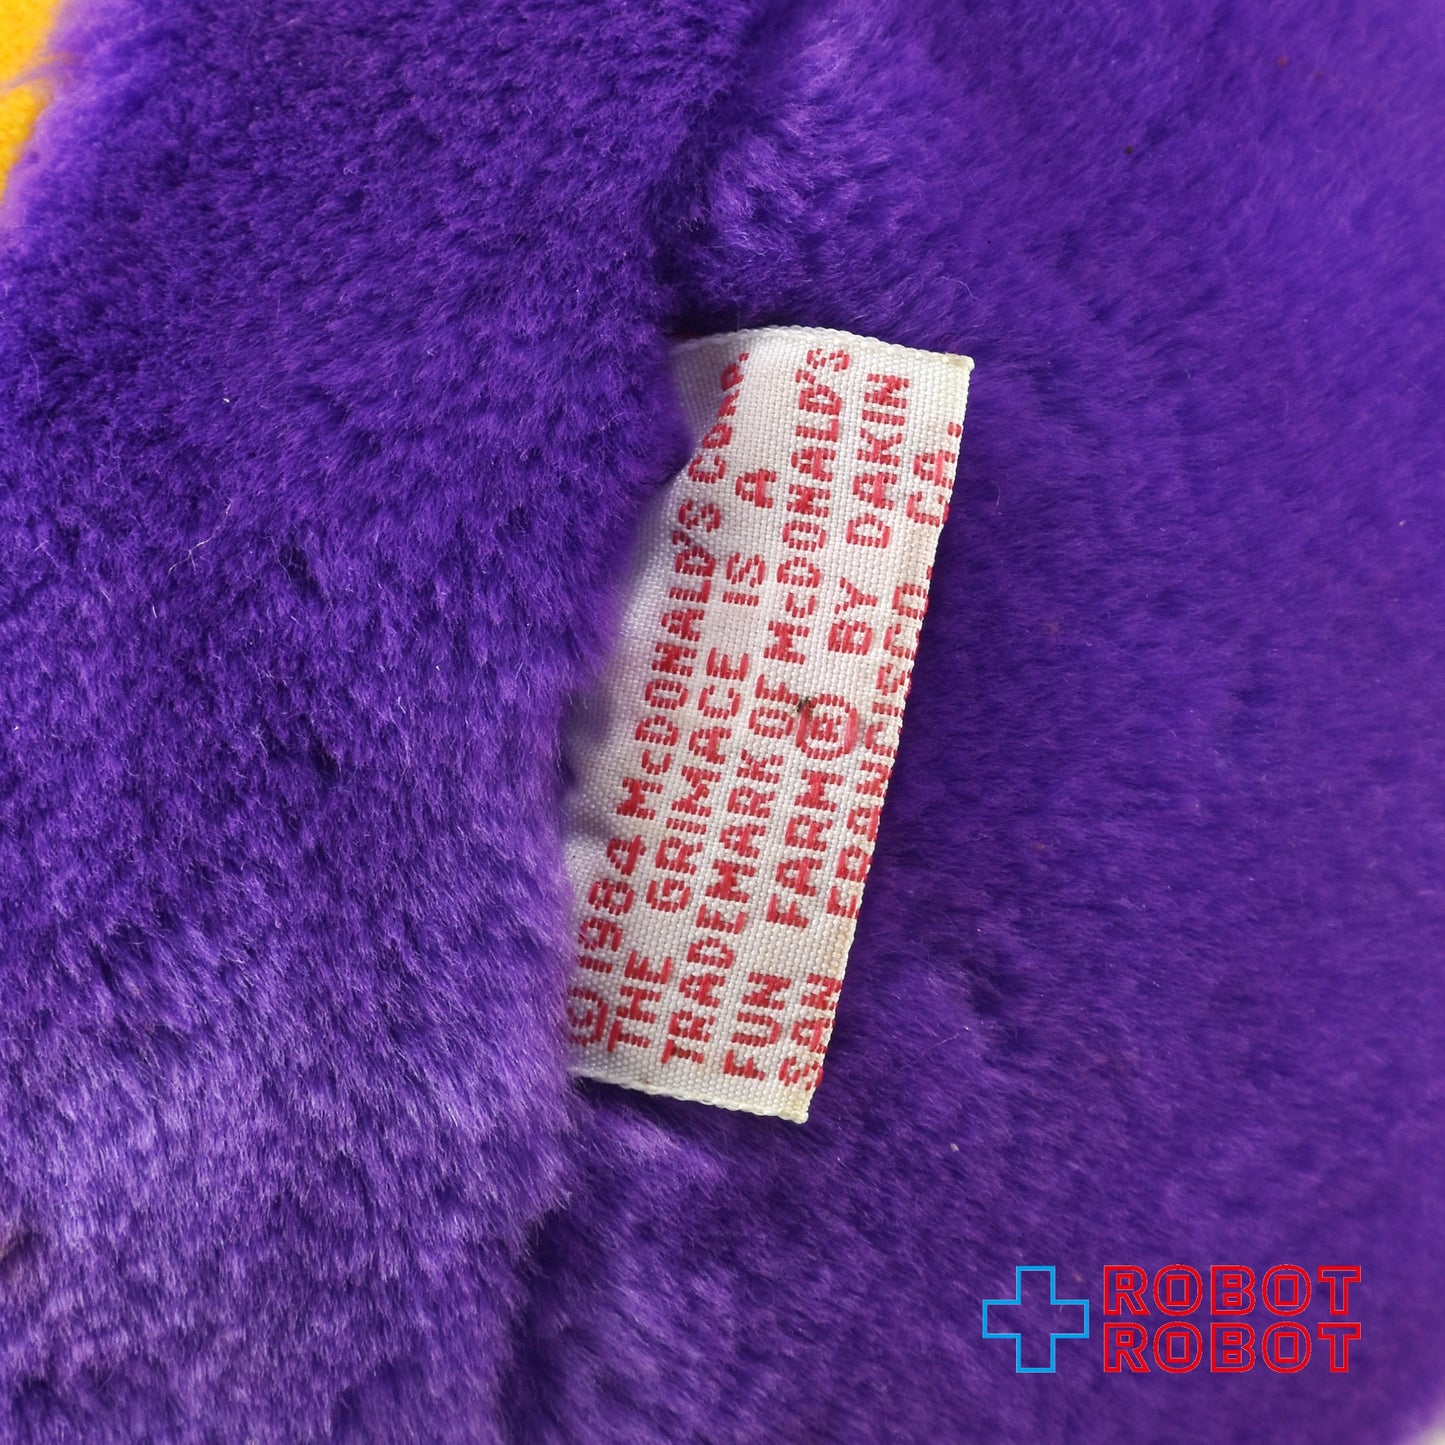 © 1984 McDONALD'S CORP.
THE GRIMACE IS A
TRADEMARK OF McDONALD'S
FUN FARM® BY DAKIN
SAN FRANCISCO, CA.
ROBOT
ROBOT